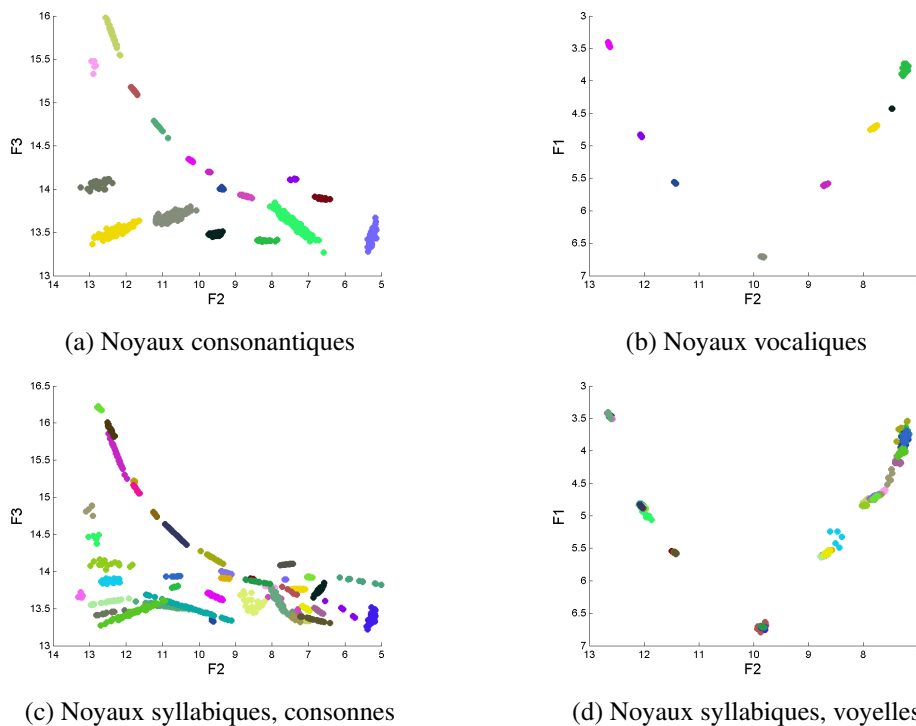 16
15.5
15
14.5
14
13.5
13
F3
13 12 11 10 9 8 7 6 5
F2
(a) Noyaux consonantiques
3
3.5
4
4.5
5
5.5
6
6.5
7
F1
13 12 11 10 9 8
F2
(b) Noyaux vocaliques
16.5
16
15.5
15
14.5
14
13.5
13
F3
14 13 12 11 10 9 8 7 6 5
F2
(c) Noyaux syllabiques, consonnes
3
3.5
4
4.5
5
5.5
6
6.5
7
F1
13 12 11 10 9 8
F2
(d) Noyaux syllabiques, voyelles